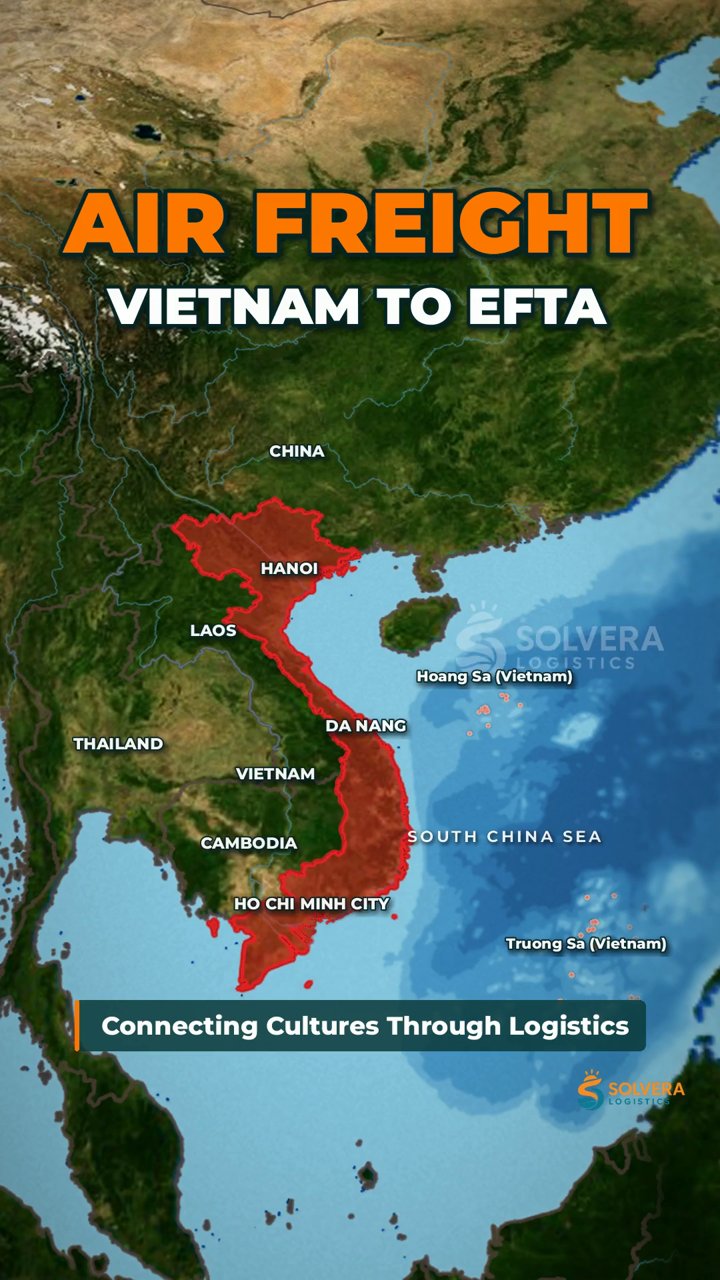 AIR FREIGHT
VIETNAM TO EFTA
CHINA
HANOI
LAOS
SOLVERA
LOGISTICS
Hoang Sa (Vietnam)
DA NANG
THAILAND
VIETNAM
SOUTH CHINA SEA
CAMBODIA
HO CHI MINH CITY
Truong Sa (Vietnam)
Connecting Cultures Through Logistics
SOLVERA
LOGISTICS